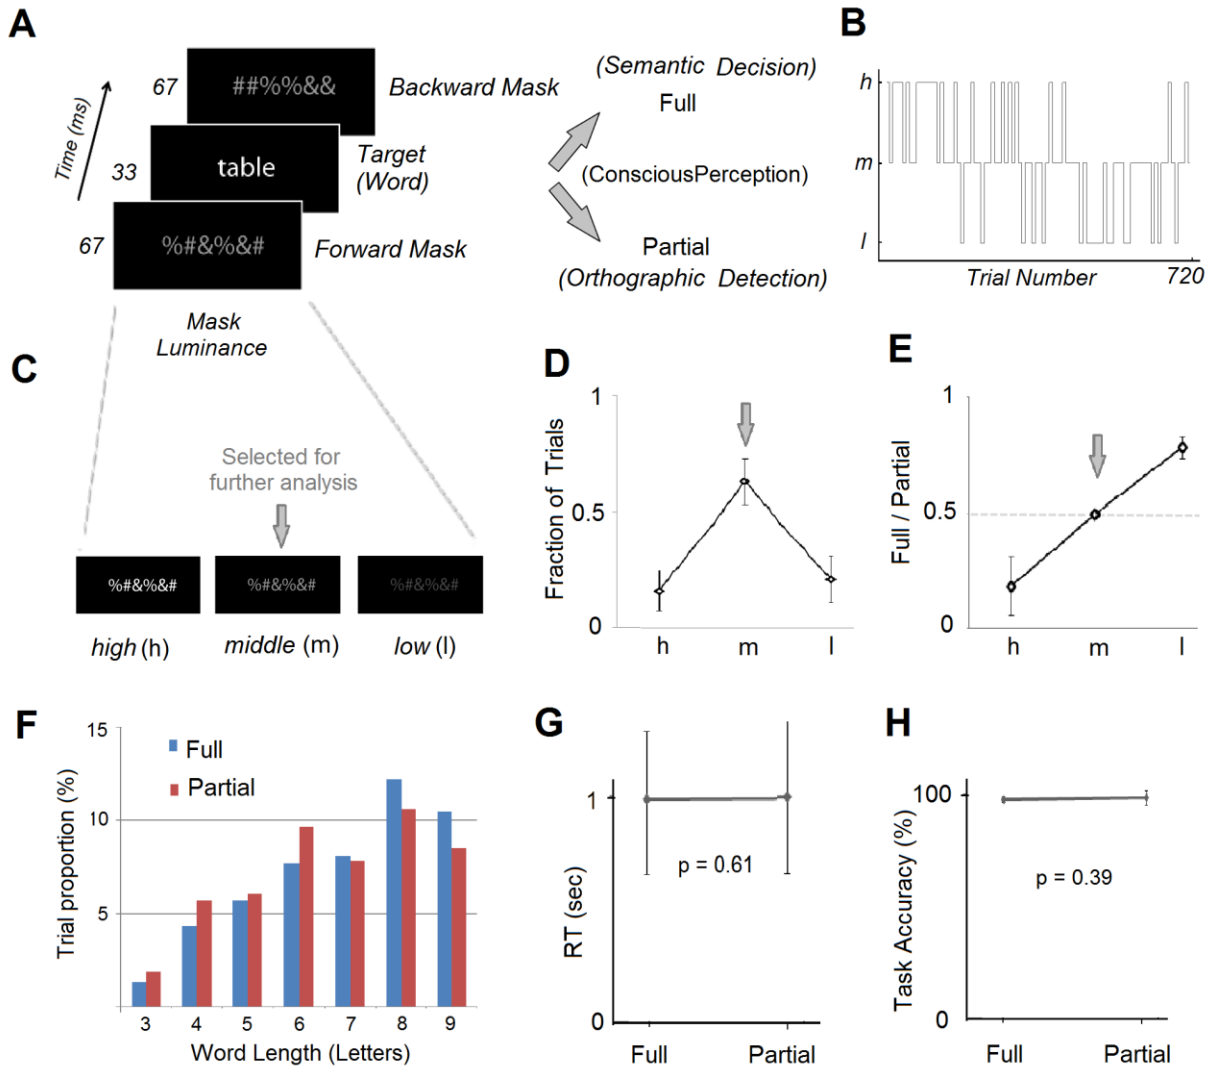 A
Time (ms)
67
##%%&&
Backward Mask
33
table
Target
(Word)
67
%#&%&#
Forward Mask
(Semantic Decision)
Full
(ConsciousPerception)
Partial
(Orthographic Detection)
B
h
m
l
Trial Number
720
Mask
Luminance
C
Selected for
further analysis
%#&%&#
%#&%&#
%#&%&#
high (h)
middle (m)
low (l)
D
Fraction of Trials
1
0.5
0
h
m
l
E
Full / Partial
1
0.5
0
h
m
l
F
Trial proportion (%)
15
10
5
Full
Partial
3
4
5
6
7
8
9
Word Length (Letters)
G
RT (sec)
1
0
p = 0.61
Full
Partial
H
Task Accuracy (%)
100
0
p = 0.39
Full
Partial